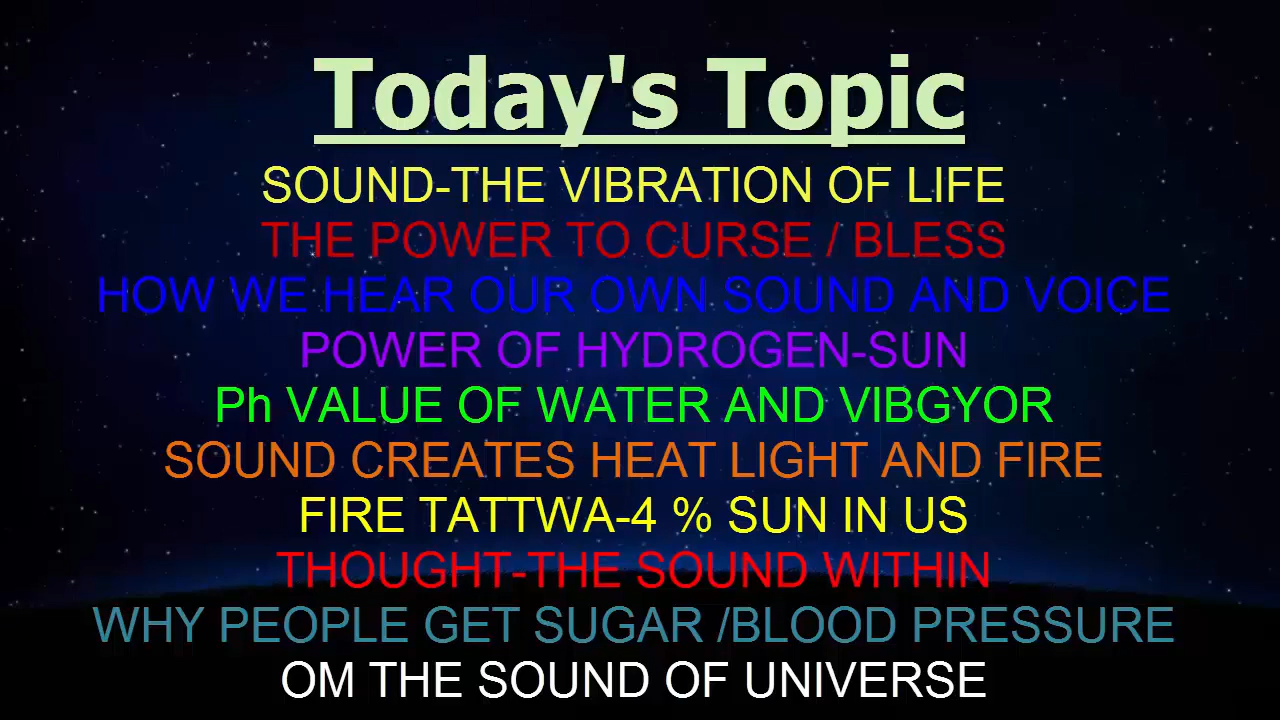 Today's Topic
SOUND-THE VIBRATION OF LIFE
THE POWER TO CURSE / BLESS
HOW WE HEAR OUR OWN SOUND AND VOICE
POWER OF HYDROGEN-SUN
Ph VALUE OF WATER AND VIBGYOR
SOUND CREATES HEAT LIGHT AND FIRE
FIRE TATTWA-4 % SUN IN US
THOUGHT-THE SOUND WITHIN
WHY PEOPLE GET SUGAR /BLOOD PRESSURE
OM THE SOUND OF UNIVERSE